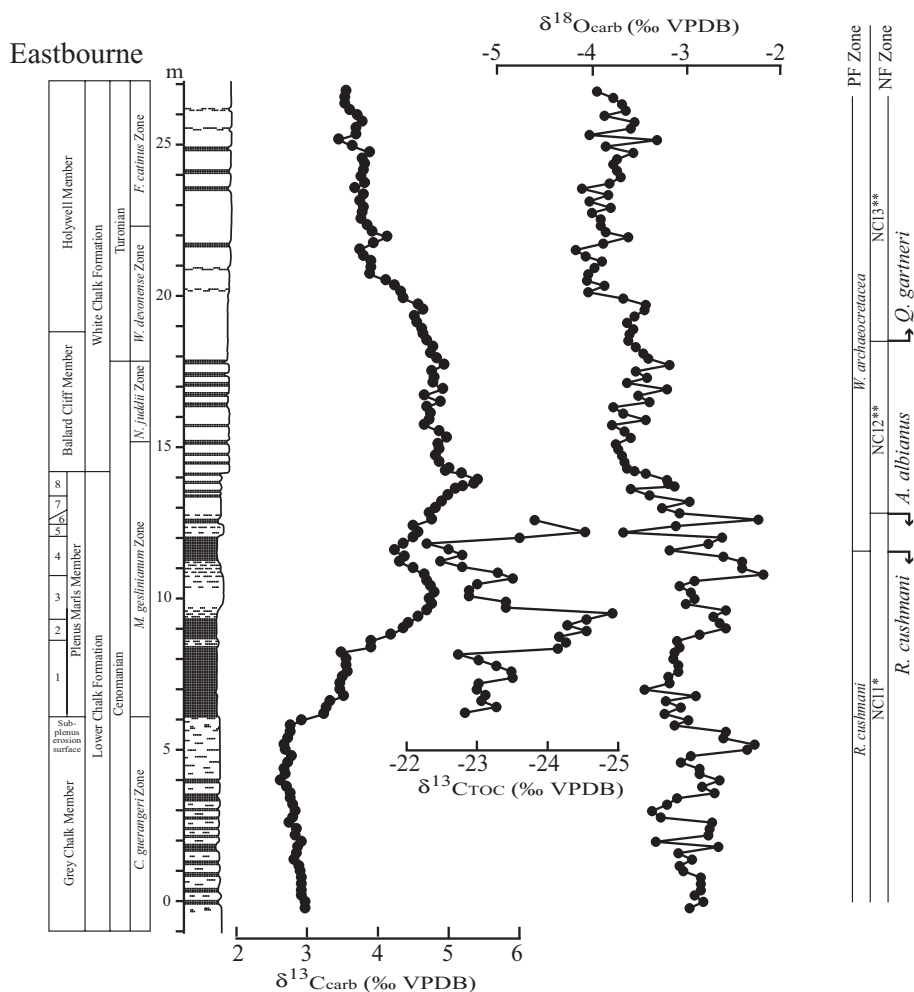 Eastbourne
δ18Ocarb (‰ VPDB)
-5 -4 -3 -2
m
25
20
15
10
5
0
Holywell Member
Ballard Cliff Member
Plenus Marls Member
8
7
6
5
4
3
2
1
Sub-plenus erosion surface
Grey Chalk Member
White Chalk Formation
Lower Chalk Formation
Turonian
Cenomanian
F. catinus Zone
W. devonense Zone
N. juddii Zone
M. geslinianum Zone
C. guerangeri Zone
-22 -23 -24 -25
δ13CTOC (‰ VPDB)
2 3 4 5 6
δ13Ccarb (‰ VPDB)
PF Zone
NF Zone
W. archaeocretacea
R. cushmani
NC13**
NC12**
NC11*
Q. gartneri
A. albianus
R. cushmani